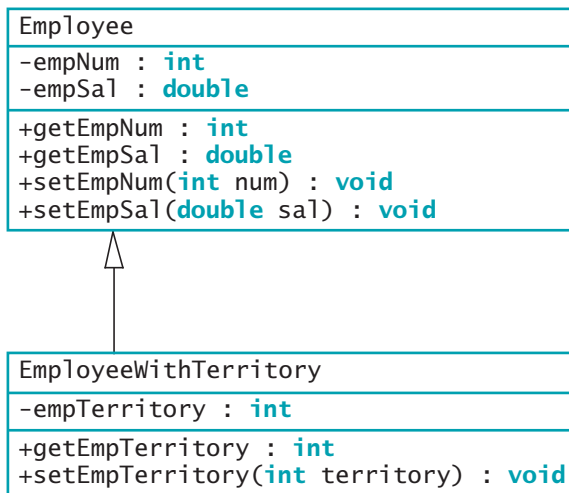 Employee
-empNum : int
-empSal : double
+getEmpNum : int
+getEmpSal : double
+setEmpNum(int num) : void
+setEmpSal(double sal) : void
EmployeeWithTerritory
-empTerritory : int
+getEmpTerritory : int
+setEmpTerritory(int territory) : void